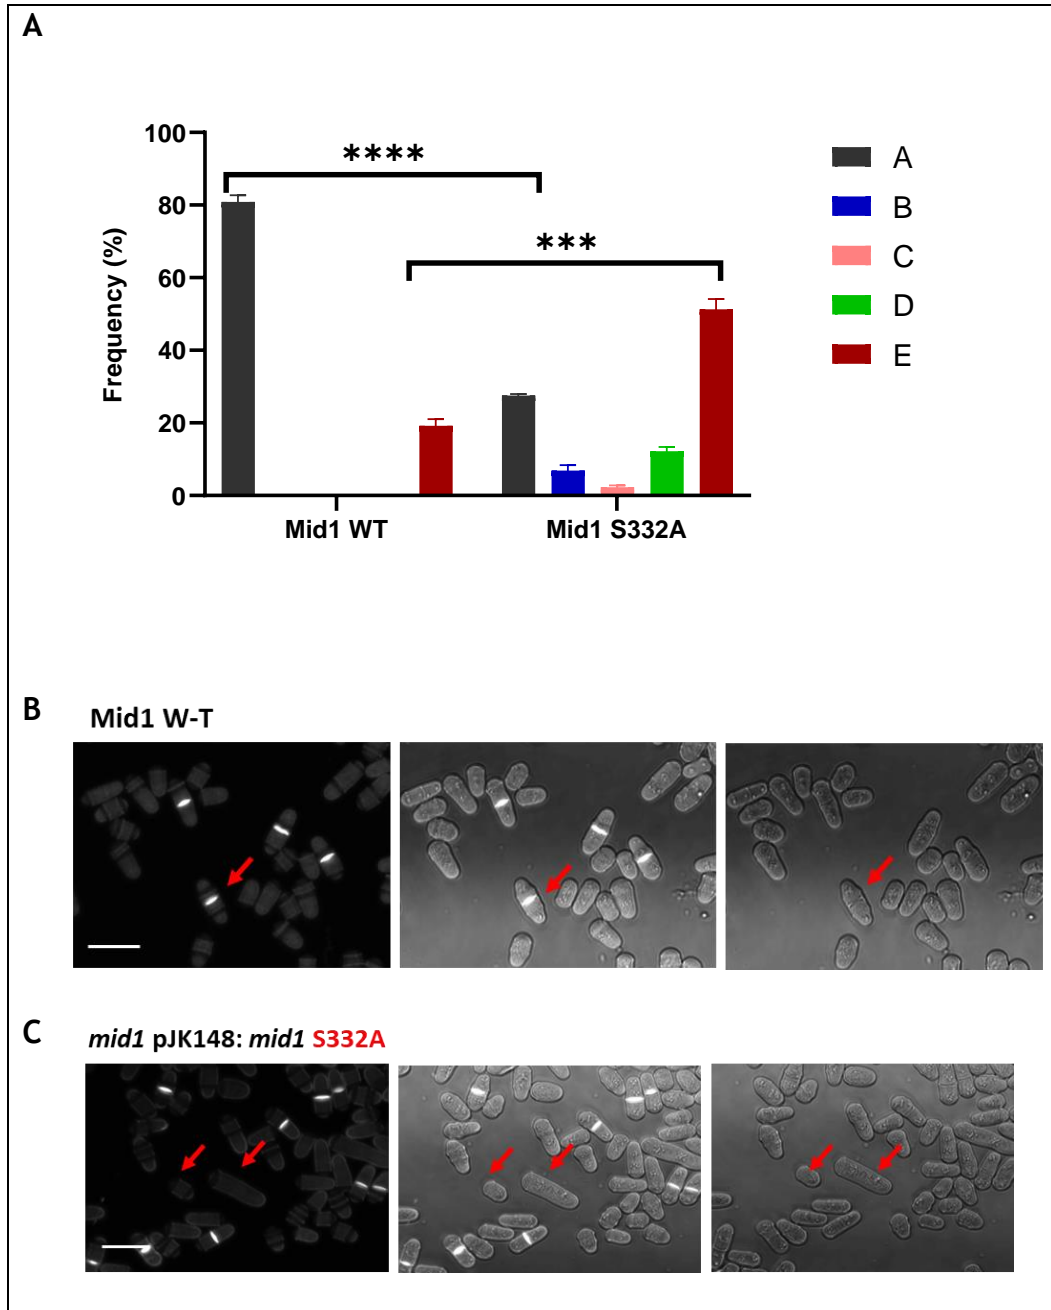 A
100
80
60
40
20
0
Frequency (%)
****
***
Mid1 WT
Mid1 S332A
A
B
C
D
E
B
Mid1 W-T
C
mid1 pJK148: mid1 S332A